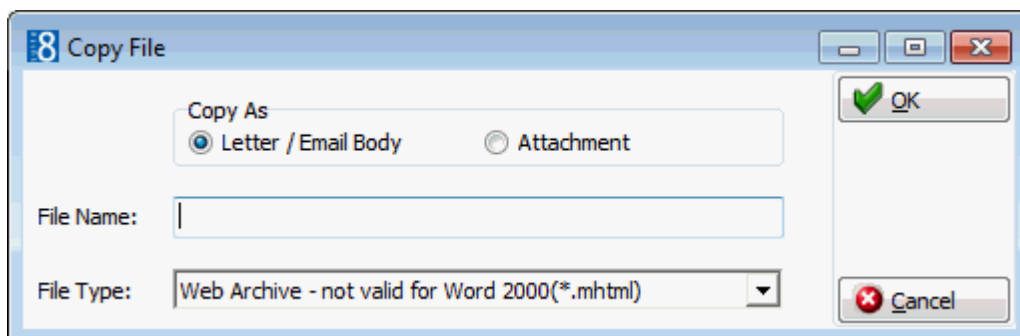 8 Copy File
Copy As
Letter / Email Body Attachment
File Name:
File Type: Web Archive - not valid for Word 2000(*.mhtml)
OK
Cancel